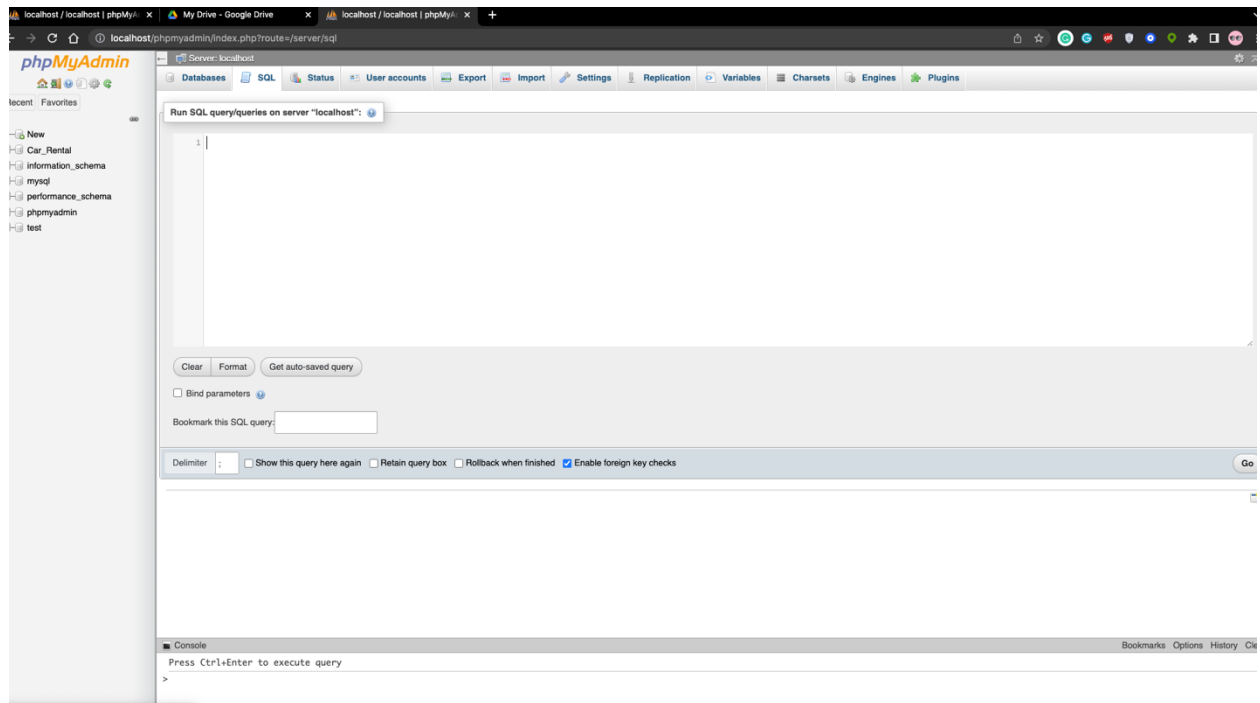 localhost / localhost | phpMyA
My Drive - Google Drive
localhost / localhost | phpMyA
localhost/phpmyadmin/index.php?route=/server/sql
phpMyAdmin
Recent Favorites
New
Car_Rental
information_schema
mysql
performance_schema
phpmyadmin
test
Server: localhost
Databases SQL Status User accounts Export Import Settings Replication Variables Charsets Engines Plugins
Run SQL query/queries on server "localhost":
1
Clear Format Get auto-saved query
Bind parameters
Bookmark this SQL query:
Delimiter ; Show this query here again Retain query box Rollback when finished Enable foreign key checks Go
Console Bookmarks Options History Cle
Press Ctrl+Enter to execute query
>